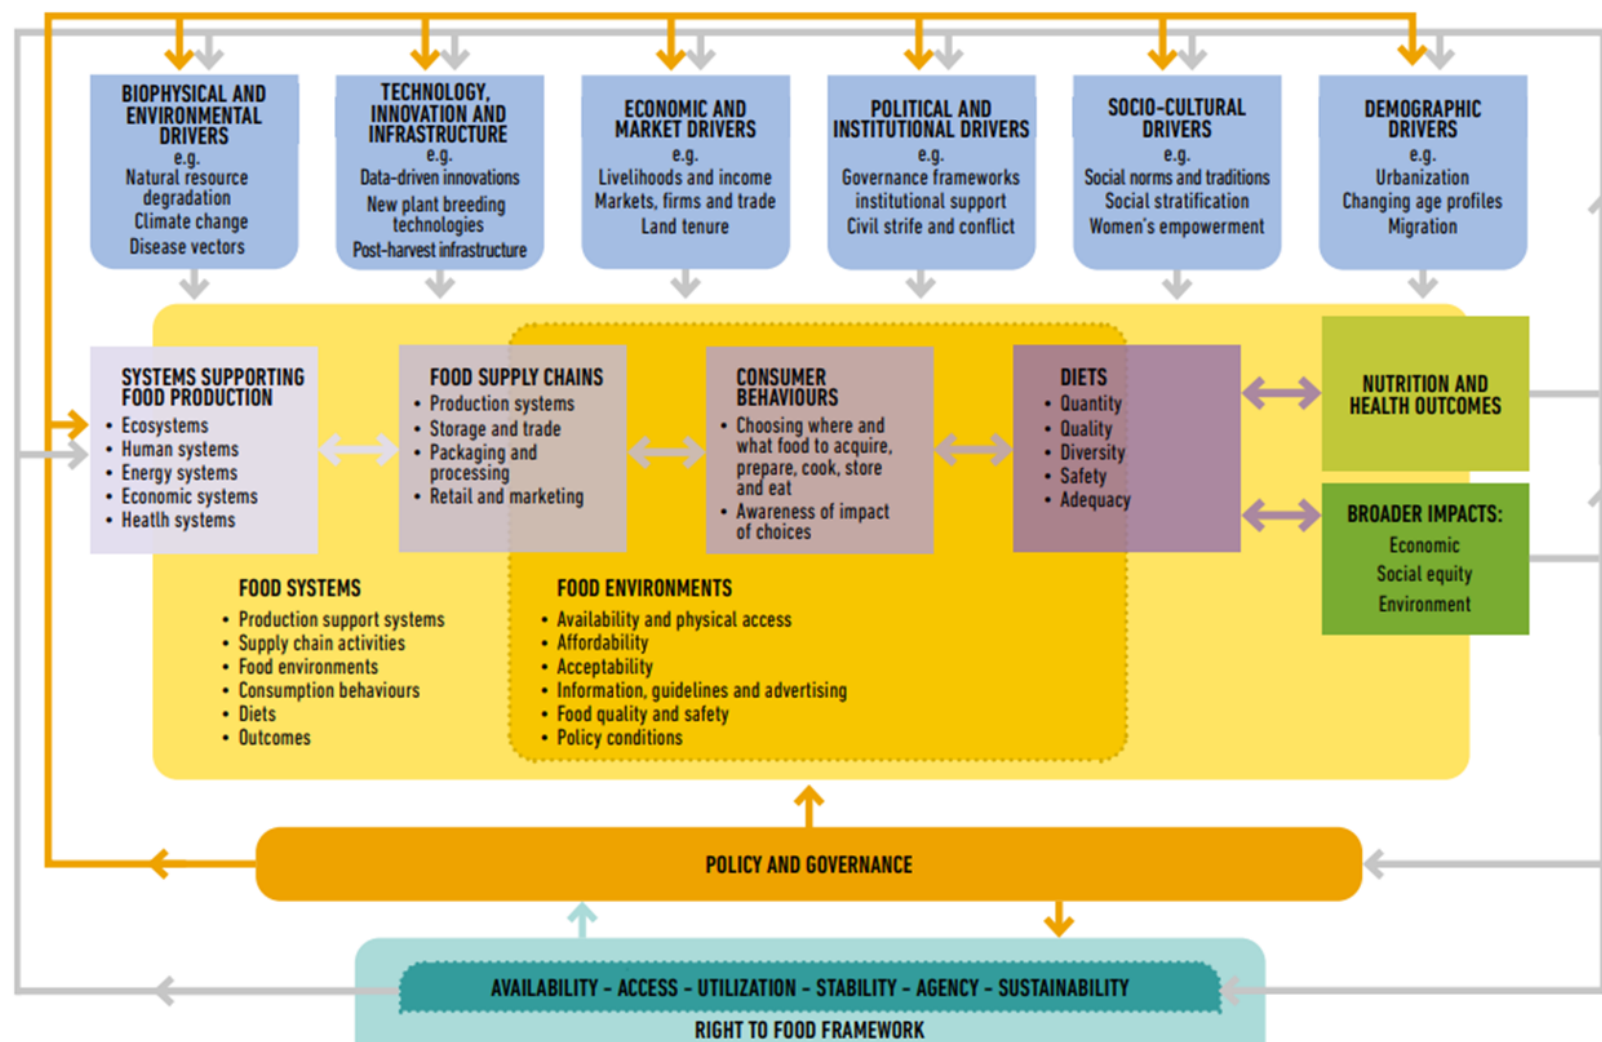 BIOPHYSICAL AND
ENVIRONMENTAL
DRIVERS
e.g.
Natural resource
degradation
Climate change
Disease vectors
TECHNOLOGY,
INNOVATION AND
INFRASTRUCTURE
e.g.
Data-driven innovations
New plant breeding
technologies
Post-harvest infrastructure
ECONOMIC AND
MARKET DRIVERS
e.g.
Livelihoods and income
Markets, firms and trade
Land tenure
POLITICAL AND
INSTITUTIONAL DRIVERS
e.g.
Governance frameworks
institutional support
Civil strife and conflict
SOCIO-CULTURAL
DRIVERS
e.g.
Social norms and traditions
Social stratification
Women's empowerment
DEMOGRAPHIC
DRIVERS
e.g.
Urbanization
Changing age profiles
Migration
SYSTEMS SUPPORTING
FOOD PRODUCTION
• Ecosystems
• Human systems
• Energy systems
• Economic systems
• Heatlh systems
FOOD SUPPLY CHAINS
• Production systems
• Storage and trade
• Packaging and
processing
• Retail and marketing
CONSUMER
BEHAVIOURS
• Choosing where and
what food to acquire,
prepare, cook, store
and eat
• Awareness of impact
of choices
DIETS
• Quantity
• Quality
• Diversity
• Safety
• Adequacy
NUTRITION AND
HEALTH OUTCOMES
BROADER IMPACTS:
Economic
Social equity
Environment
FOOD SYSTEMS
• Production support systems
• Supply chain activities
• Food environments
• Consumption behaviours
• Diets
• Outcomes
FOOD ENVIRONMENTS
• Availability and physical access
• Affordability
• Acceptability
• Information, guidelines and advertising
• Food quality and safety
• Policy conditions
POLICY AND GOVERNANCE
AVAILABILITY – ACCESS – UTILIZATION – STABILITY – AGENCY – SUSTAINABILITY
RIGHT TO FOOD FRAMEWORK